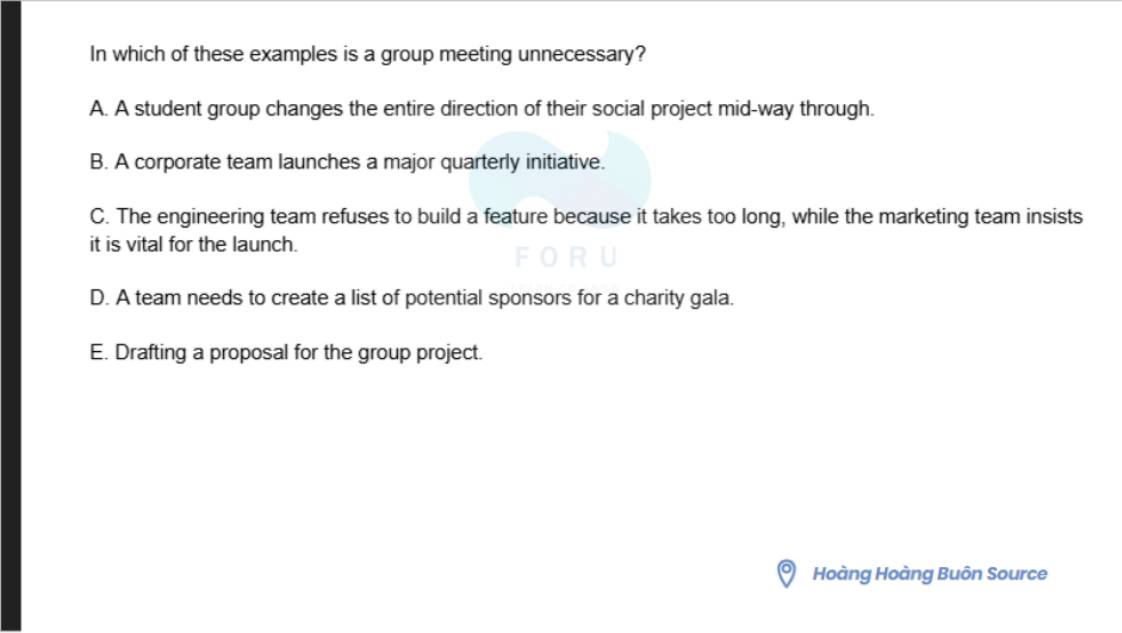 In which of these examples is a group meeting unnecessary?
A. A student group changes the entire direction of their social project mid-way through.
B. A corporate team launches a major quarterly initiative.
C. The engineering team refuses to build a feature because it takes too long, while the marketing team insists
it is vital for the launch.
FORU
D. A team needs to create a list of potential sponsors for a charity gala.
E. Drafting a proposal for the group project.
Hoàng Hoàng Buôn Source